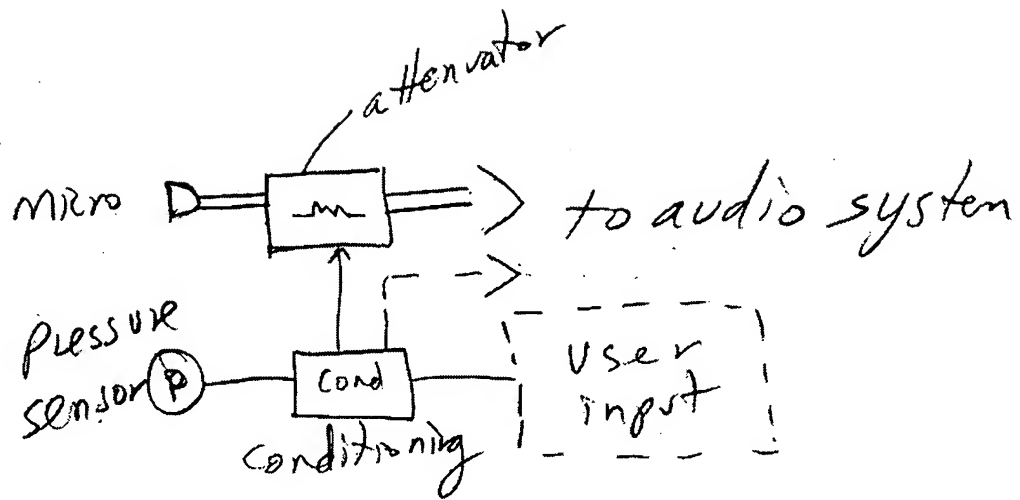 attenuator
micro
to audio system
pressure
sensor
P
cond
conditioning
user
input